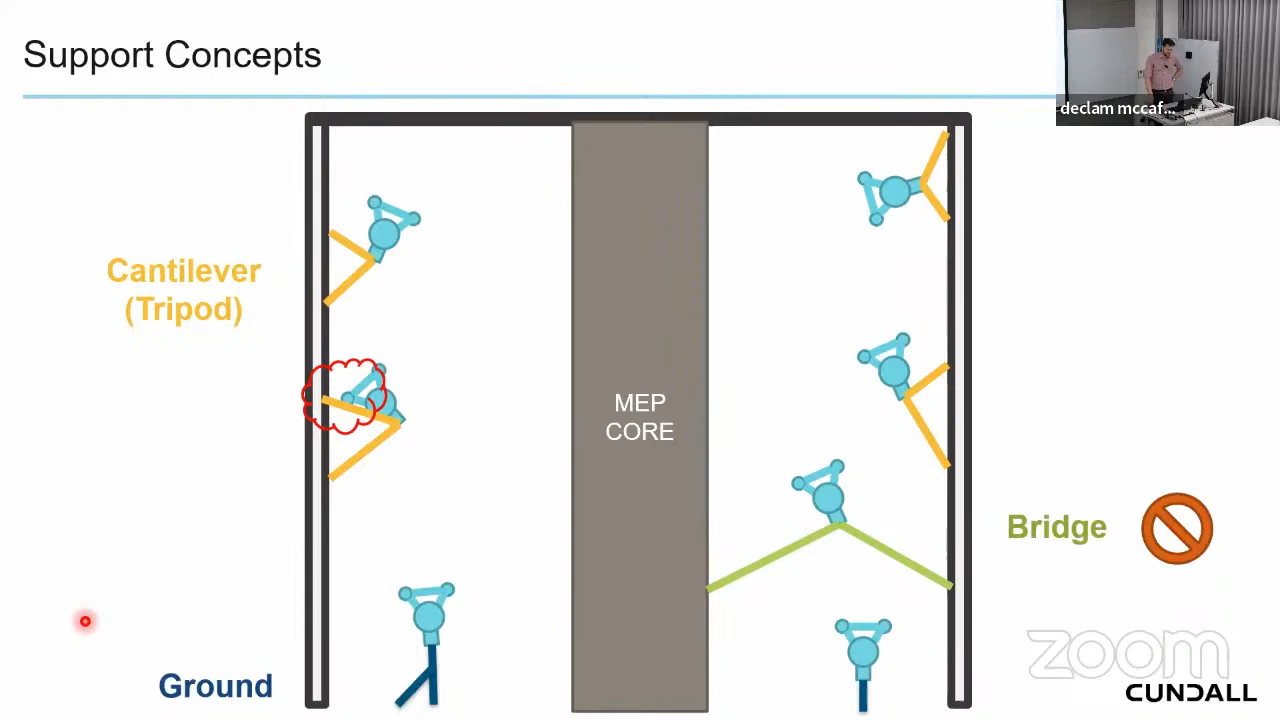 Support Concepts
declam mccaf...
Cantilever
(Tripod)
MEP
CORE
Bridge
Ground
zoom
CUNDALL